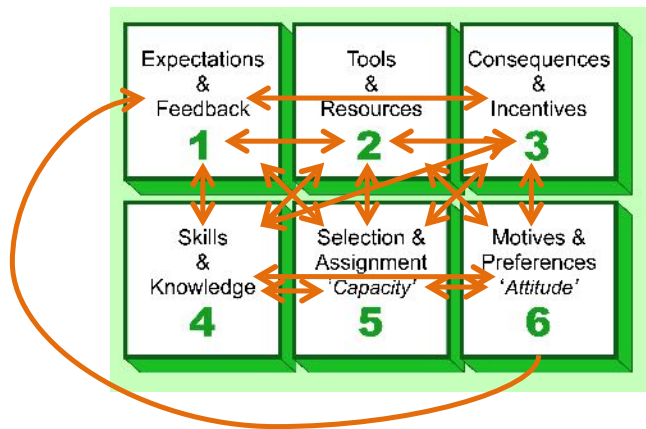 Expectations
&
Feedback
1
Tools
&
Resources
2
Consequences
&
Incentives
3
Skills
&
Knowledge
4
Selection &
Assignment
'Capacity'
5
Motives &
Preferences
'Attitude'
6